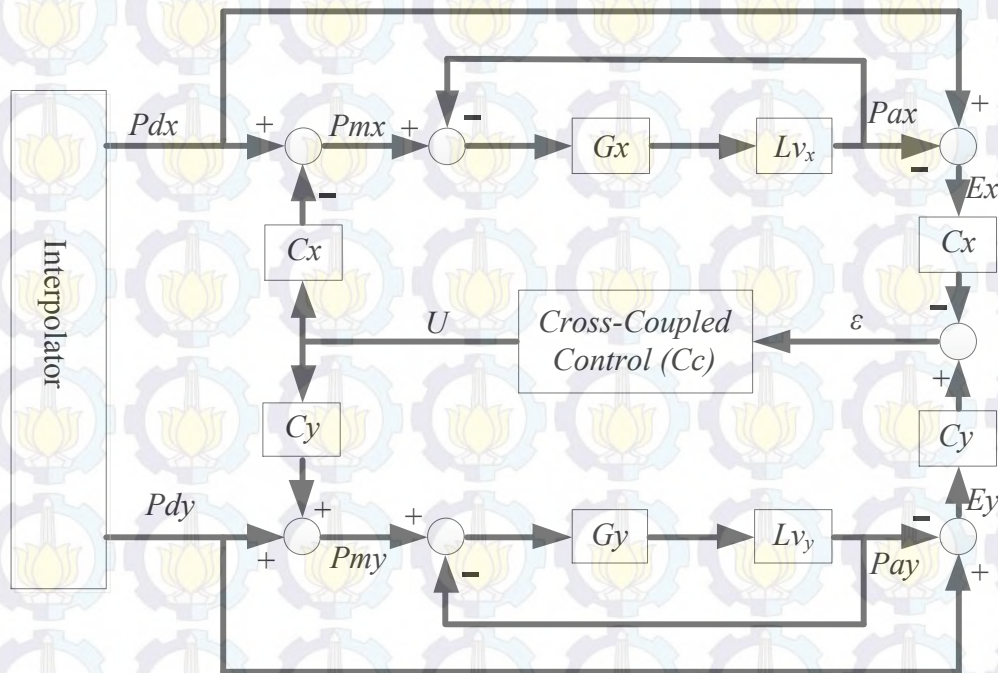 Interpolator
Pdx
+
-
Cx
Pmx
+
-
Gx
Lvₓ
Pax
+
-
Ex
Cx
-
U
Cross-Coupled
Control (Cc)
ε
+
Cy
Cy
Ey
Pdy
+
+
Pmy
+
-
Gy
Lv_y
-
Pay
+